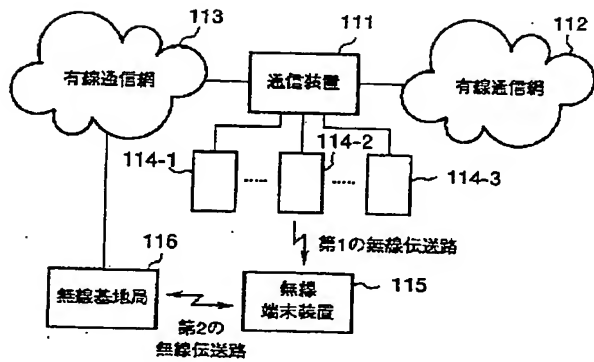 113
111
112
有線通信網
通信装置
有線通信網
114-1
114-2
114-3
第1の無線伝送路
116
無線基地局
115
無線
端末装置
第2の
無線伝送路